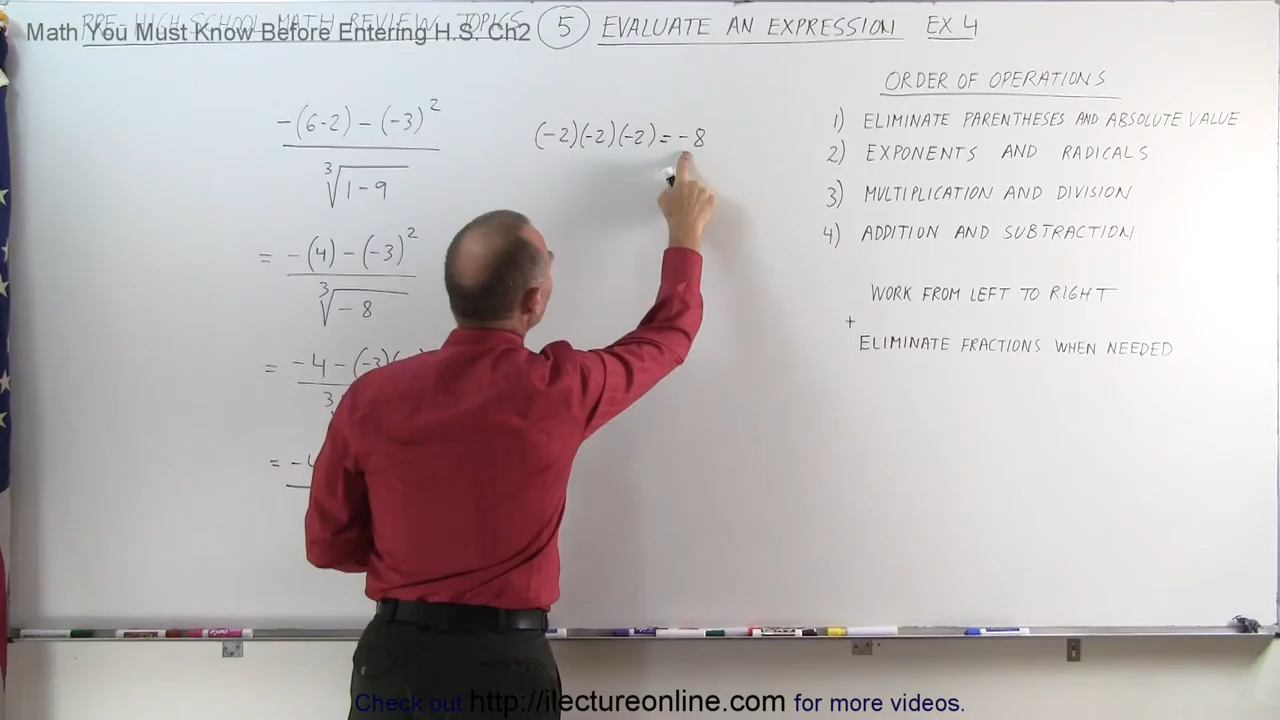 PRE-HIGH SCHOOL MATH REVIEW TOPICS 5 EVALUATE AN EXPRESSION EX 4
Math You Must Know Before Entering H.S. Ch2
-(6-2) - (-3)²
∛(1-9)
= -(4) - (-3)²
∛(-8)
= -4 - (-3)(
3
= -4
(-2)(-2)(-2) = -8
ORDER OF OPERATIONS
1) ELIMINATE PARENTHESES AND ABSOLUTE VALUE
2) EXPONENTS AND RADICALS
3) MULTIPLICATION AND DIVISION
4) ADDITION AND SUBTRACTION
WORK FROM LEFT TO RIGHT
+
ELIMINATE FRACTIONS WHEN NEEDED
Check out http://ilectureonline.com for more videos.